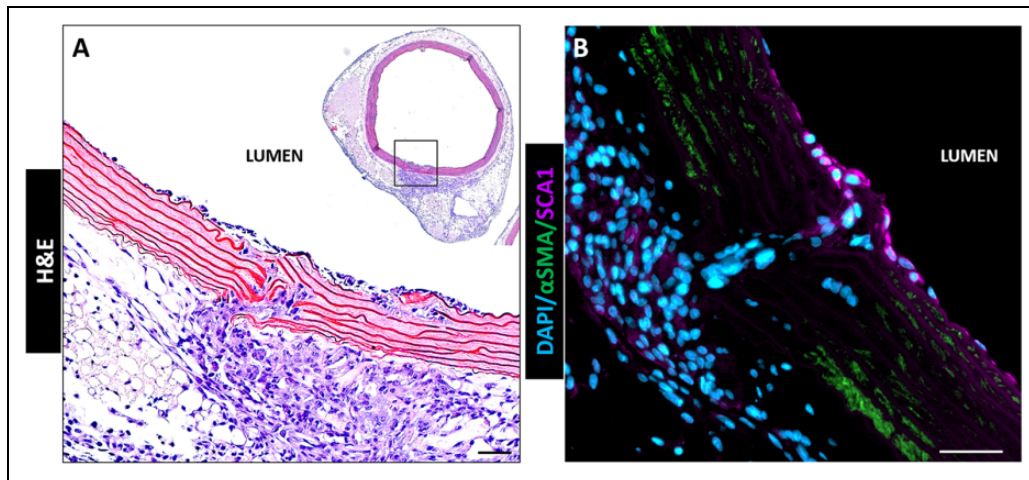 A
LUMEN
H&E
B
LUMEN
DAPI/αSMA/SCA1